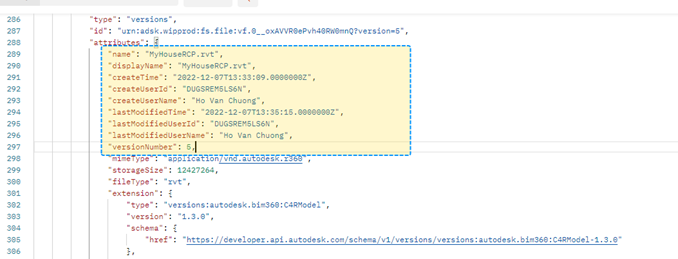 286 "type": "versions",
287 "id": "urn:adsk.wipprod:fs.file:vf.0__oxAVVR0ePvh40RW0mnQ?version=5",
288 "attributes": {
289 "name": "MyHouseRCP.rvt",
290 "displayName": "MyHouseRCP.rvt",
291 "createTime": "2022-12-07T13:33:09.0000000Z",
292 "createUserId": "DUGSREM5LS6N",
293 "createUserName": "Ho Van Chuong",
294 "lastModifiedTime": "2022-12-07T13:35:15.0000000Z",
295 "lastModifiedUserId": "DUGSREM5LS6N",
296 "lastModifiedUserName": "Ho Van Chuong",
297 "versionNumber": 5,
298 "mimeType": "application/vnd.autodesk.r360",
299 "storageSize": 12427264,
300 "fileType": "rvt",
301 "extension": {
302 "type": "versions:autodesk.bim360:C4RModel",
303 "version": "1.3.0",
304 "schema": {
305 "href": "https://developer.api.autodesk.com/schema/v1/versions/versions:autodesk.bim360:C4RModel-1.3.0"
306 },